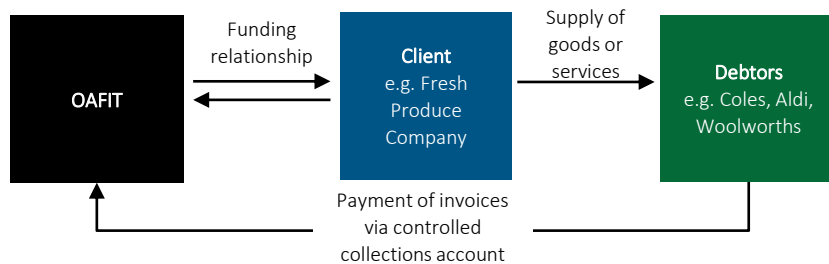 OAFIT
Funding
relationship
Client
e.g. Fresh
Produce
Company
Supply of
goods or
services
Debtors
e.g. Coles, Aldi,
Woolworths
Payment of invoices
via controlled
collections account